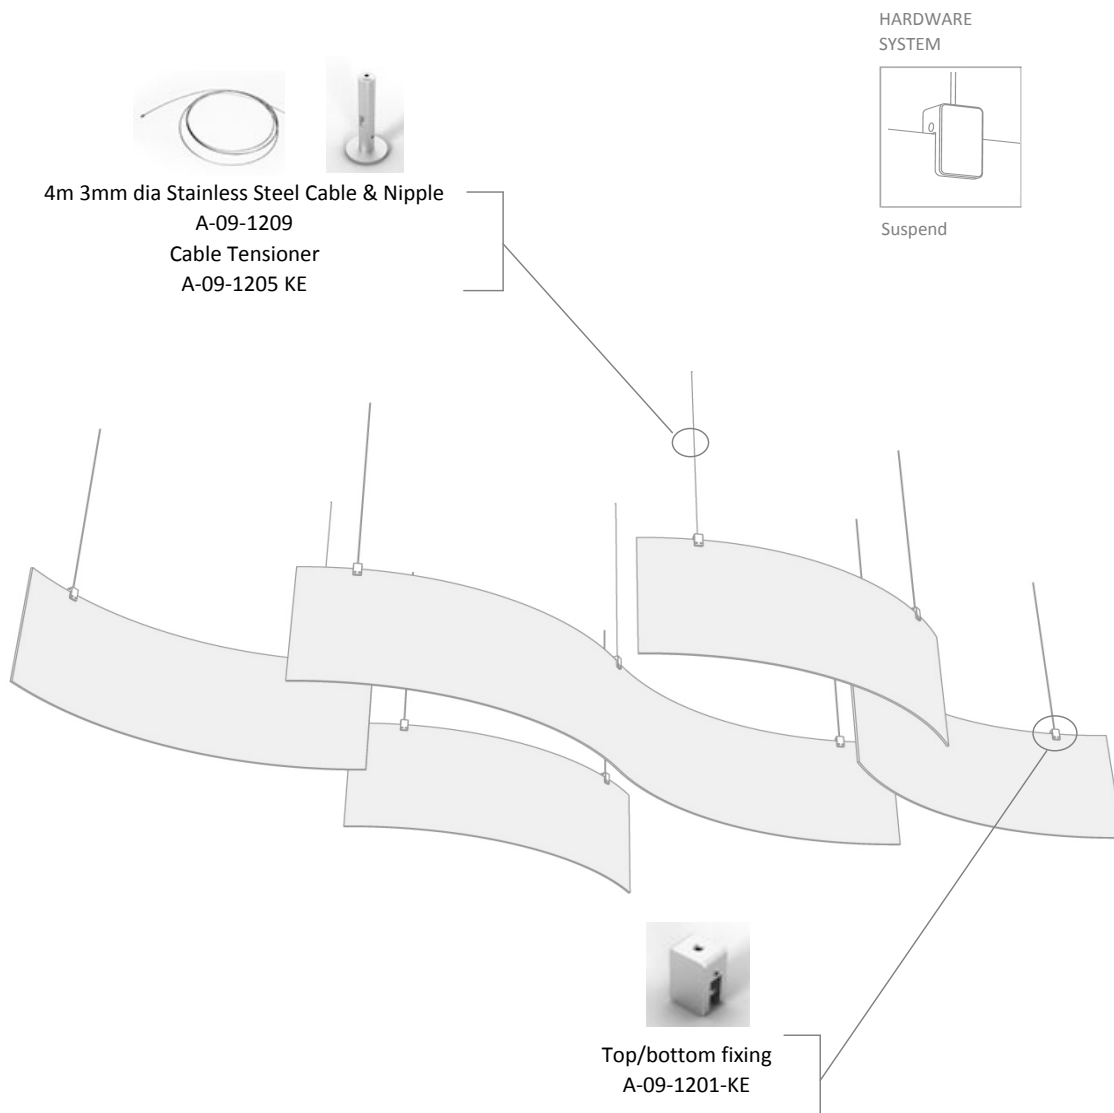 HARDWARE
SYSTEM
Suspend
4m 3mm dia Stainless Steel Cable & Nipple
A-09-1209
Cable Tensioner
A-09-1205 KE
Top/bottom fixing
A-09-1201-KE